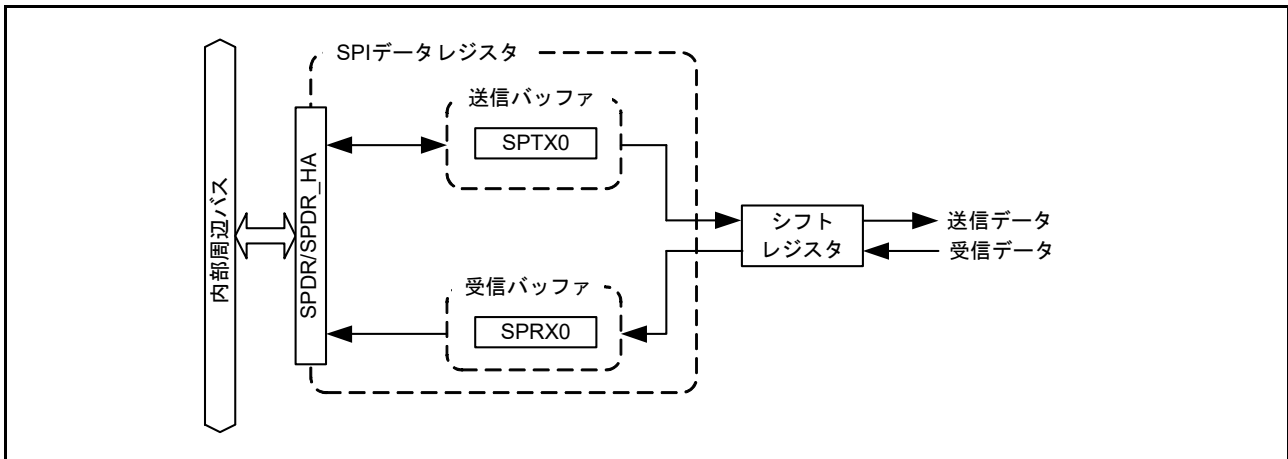 SPIデータレジスタ
送信バッファ
SPTX0
内部周辺バス
SPDR/SPDR_HA
シフト
レジスタ
送信データ
受信データ
受信バッファ
SPRX0